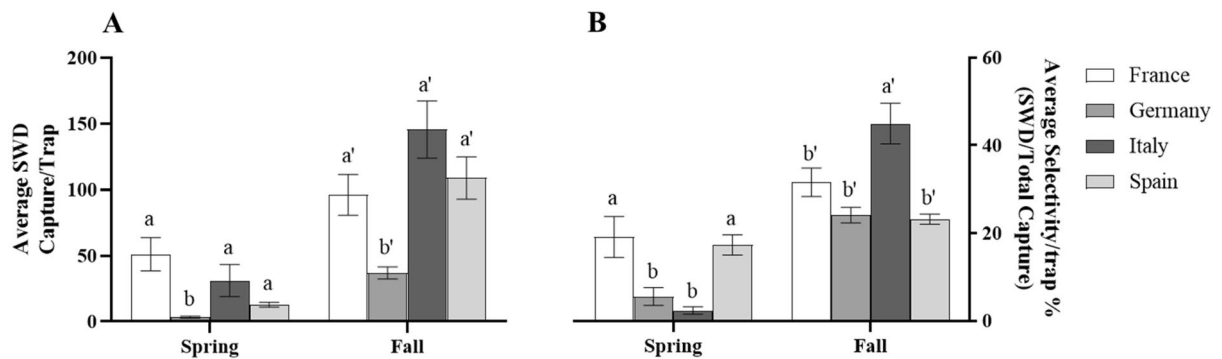 A
Average SWD
Capture/Trap
200
150
100
50
0
a
b
a
a
a'
b'
a'
a'
Spring
Fall
B
a
b
b
a
b'
b'
a'
b'
Spring
Fall
60
40
20
0
Average Selectivity/trap %
(SWD/Total Capture)
France
Germany
Italy
Spain